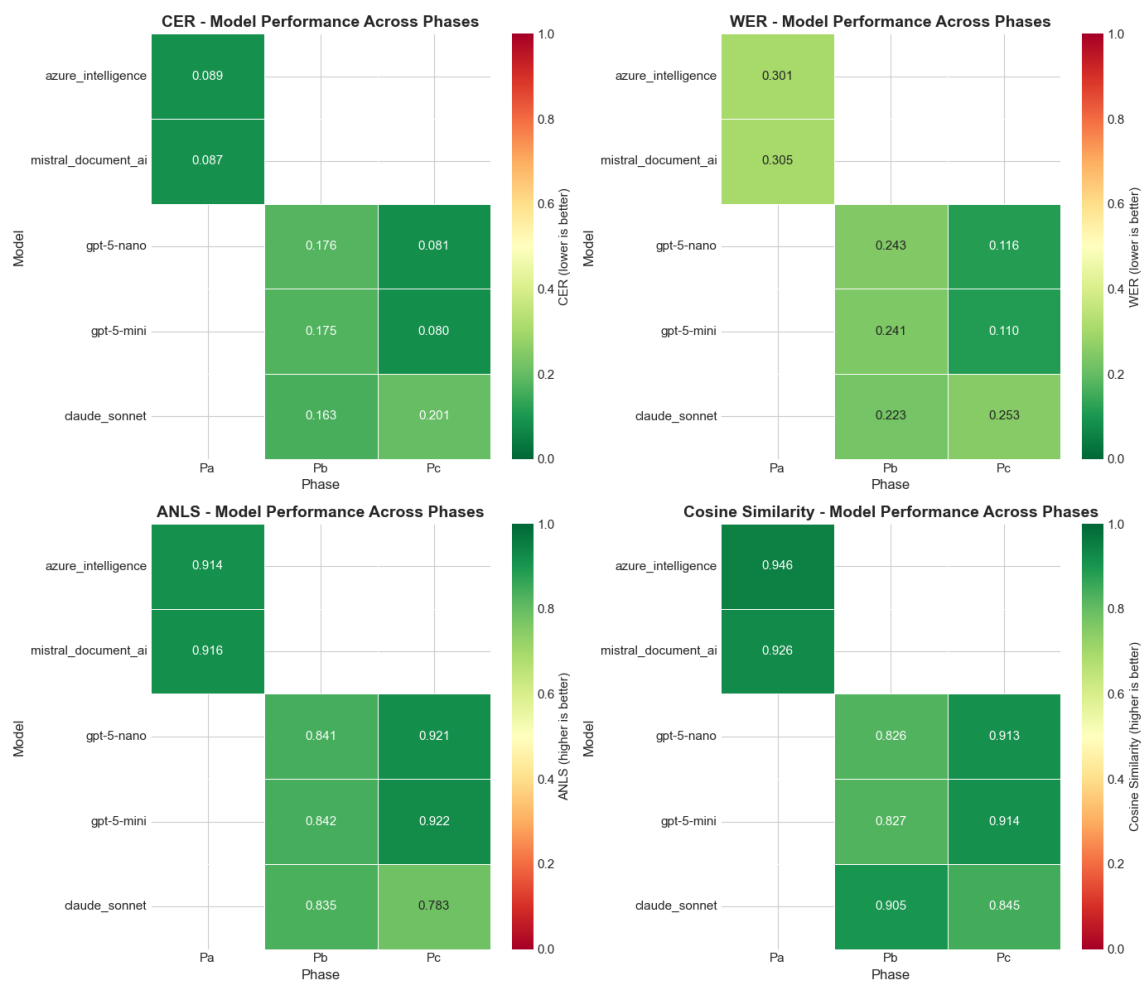 CER - Model Performance Across Phases
azure_intelligence
mistral_document_ai
gpt-5-nano
gpt-5-mini
claude_sonnet
Model
0.089
0.087
0.176 0.081
0.175 0.080
0.163 0.201
Pa Pb Pc
Phase
1.0
0.8
0.6
0.4
0.2
0.0
CER (lower is better)
WER - Model Performance Across Phases
azure_intelligence
mistral_document_ai
gpt-5-nano
gpt-5-mini
claude_sonnet
Model
0.301
0.305
0.243 0.116
0.241 0.110
0.223 0.253
Pa Pb Pc
Phase
1.0
0.8
0.6
0.4
0.2
0.0
WER (lower is better)
ANLS - Model Performance Across Phases
azure_intelligence
mistral_document_ai
gpt-5-nano
gpt-5-mini
claude_sonnet
Model
0.914
0.916
0.841 0.921
0.842 0.922
0.835 0.783
Pa Pb Pc
Phase
1.0
0.8
0.6
0.4
0.2
0.0
ANLS (higher is better)
Cosine Similarity - Model Performance Across Phases
azure_intelligence
mistral_document_ai
gpt-5-nano
gpt-5-mini
claude_sonnet
Model
0.946
0.926
0.826 0.913
0.827 0.914
0.905 0.845
Pa Pb Pc
Phase
1.0
0.8
0.6
0.4
0.2
0.0
Cosine Similarity (higher is better)